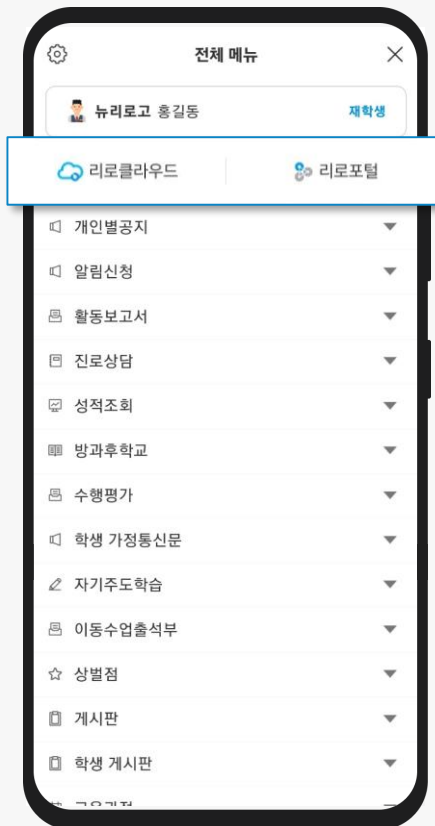 전체 메뉴
뉴리로고 홍길동 재학생
리로클라우드 리로포털
개인별공지
알림신청
활동보고서
진로상담
성적조회
방과후학교
수행평가
학생 가정통신문
자기주도학습
이동수업출석부
상벌점
게시판
학생 게시판